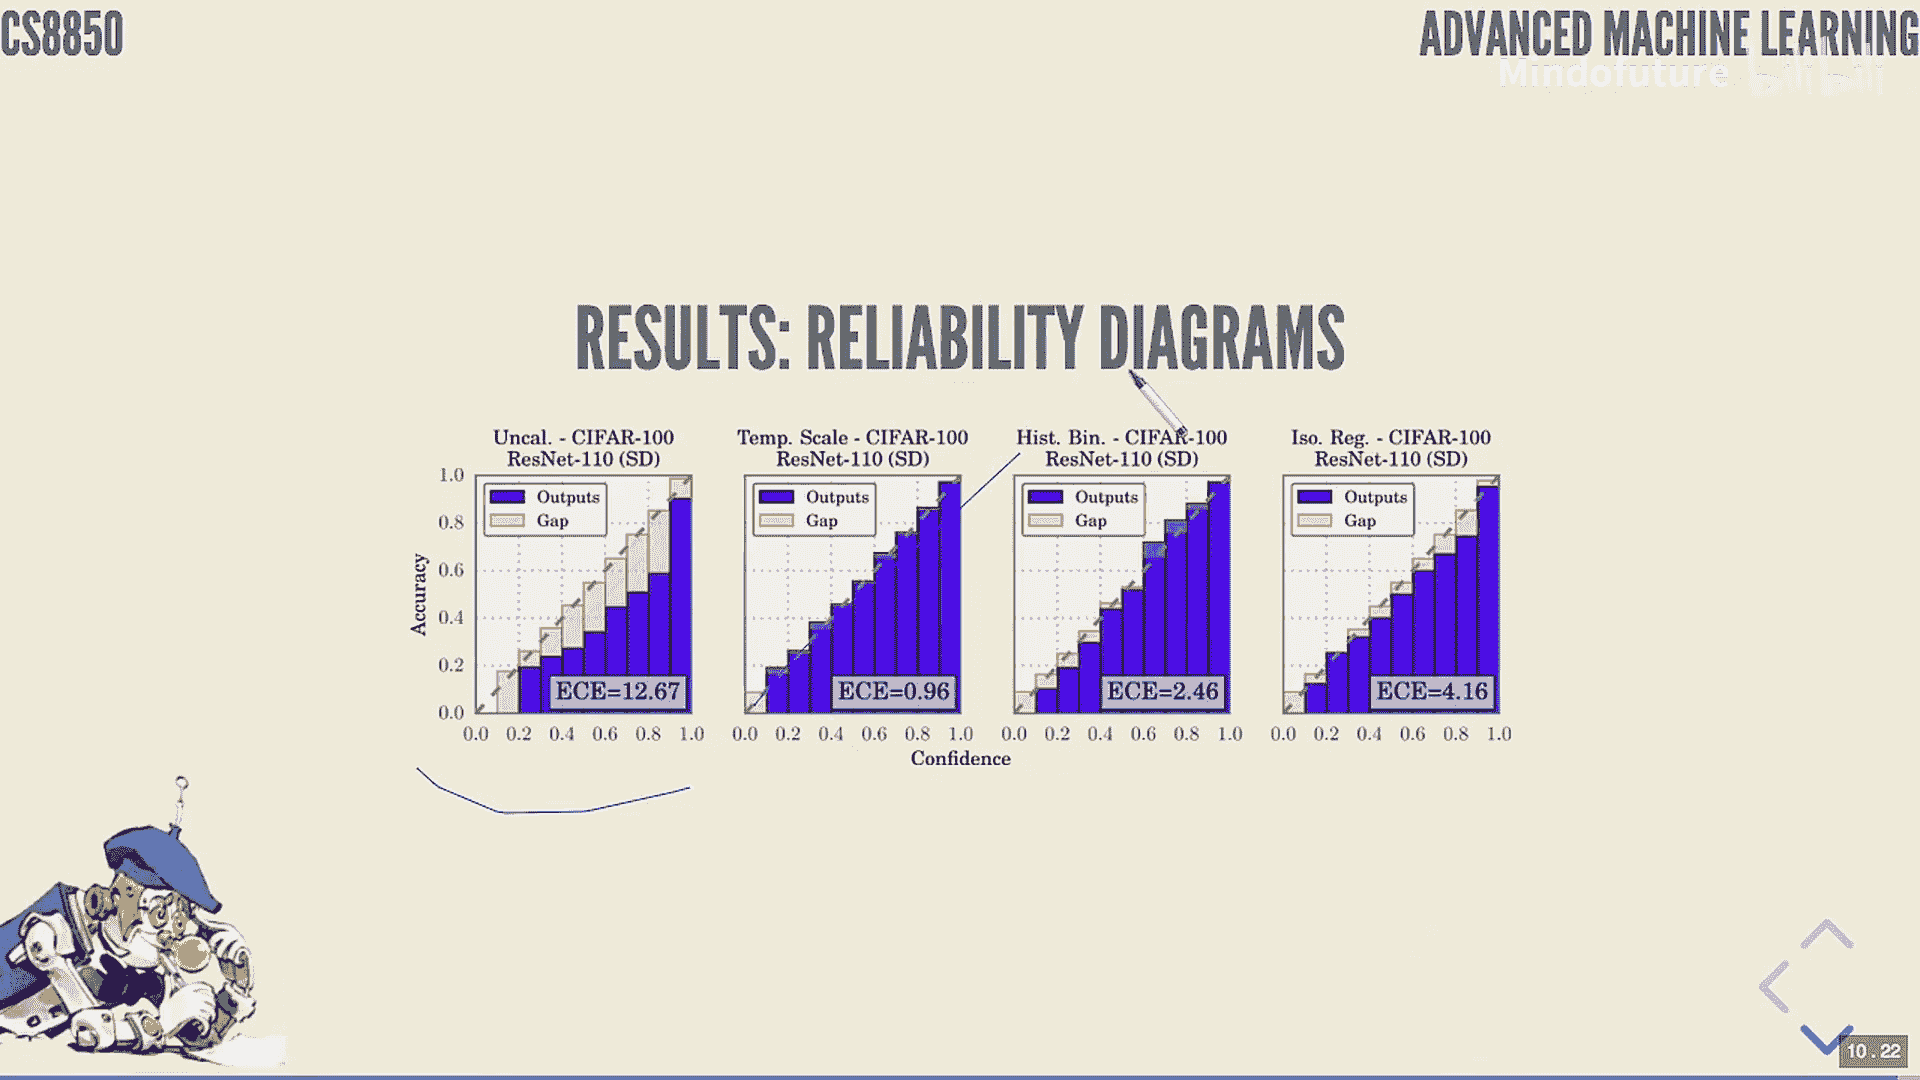 CS8850
ADVANCED MACHINE LEARNING
Mindofuture bilibili
RESULTS: RELIABILITY DIAGRAMS
Uncal. - CIFAR-100
ResNet-110 (SD)
Temp. Scale - CIFAR-100
ResNet-110 (SD)
Hist. Bin. - CIFAR-100
ResNet-110 (SD)
Iso. Reg. - CIFAR-100
ResNet-110 (SD)
Accuracy
1.0
0.8
0.6
0.4
0.2
0.0
Outputs
Gap
ECE=12.67
Outputs
Gap
ECE=0.96
Outputs
Gap
ECE=2.46
Outputs
Gap
ECE=4.16
0.0 0.2 0.4 0.6 0.8 1.0
0.0 0.2 0.4 0.6 0.8 1.0
0.0 0.2 0.4 0.6 0.8 1.0
0.0 0.2 0.4 0.6 0.8 1.0
Confidence
10.22